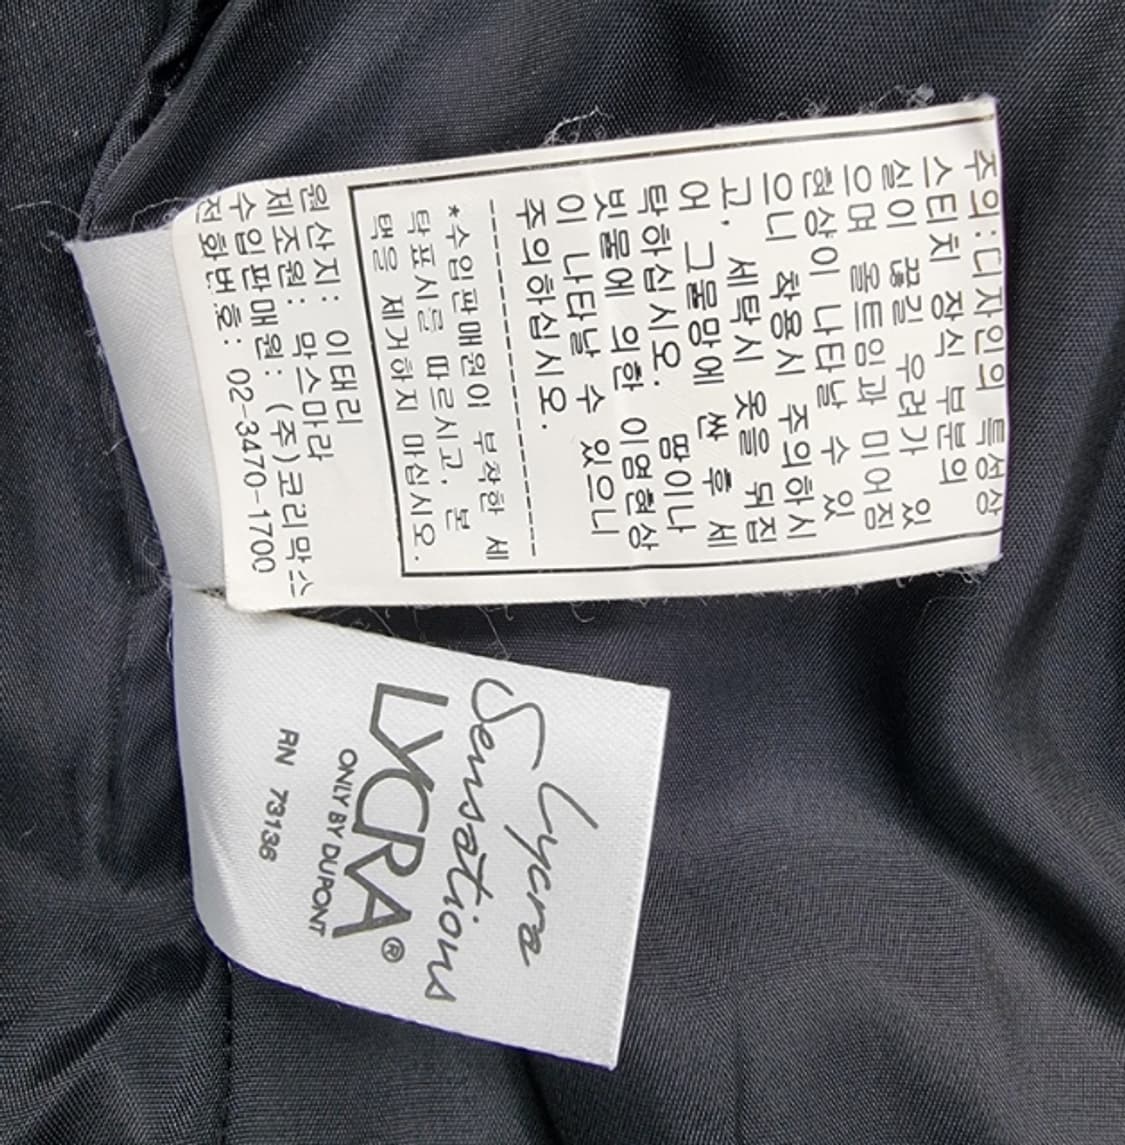 주의:디자인의 특성상
스티치 장식 부분의
실이 끊길 우려가 있
으며 올트임과 미어짐
현상이 나타날 수 있
으니 착용시 주의하시
고, 세탁시 옷을 뒤집
어 그물망에 싼 후 세
탁하십시오. 땀이나
빗물에 의한 이염현상
이 나타날 수 있으니
주의하십시오.
--------------------------
*수입판매원이 부착한 세
탁표시를 따르시고, 본
택은 제거하지 마십시오.
원산지: 이태리
제조원: 막스마라
수입판매원: (주)코리막스
전화번호: 02-3470-1700
Lycra
Sensations
LYCRA®
ONLY BY DUPONT
RN 73136